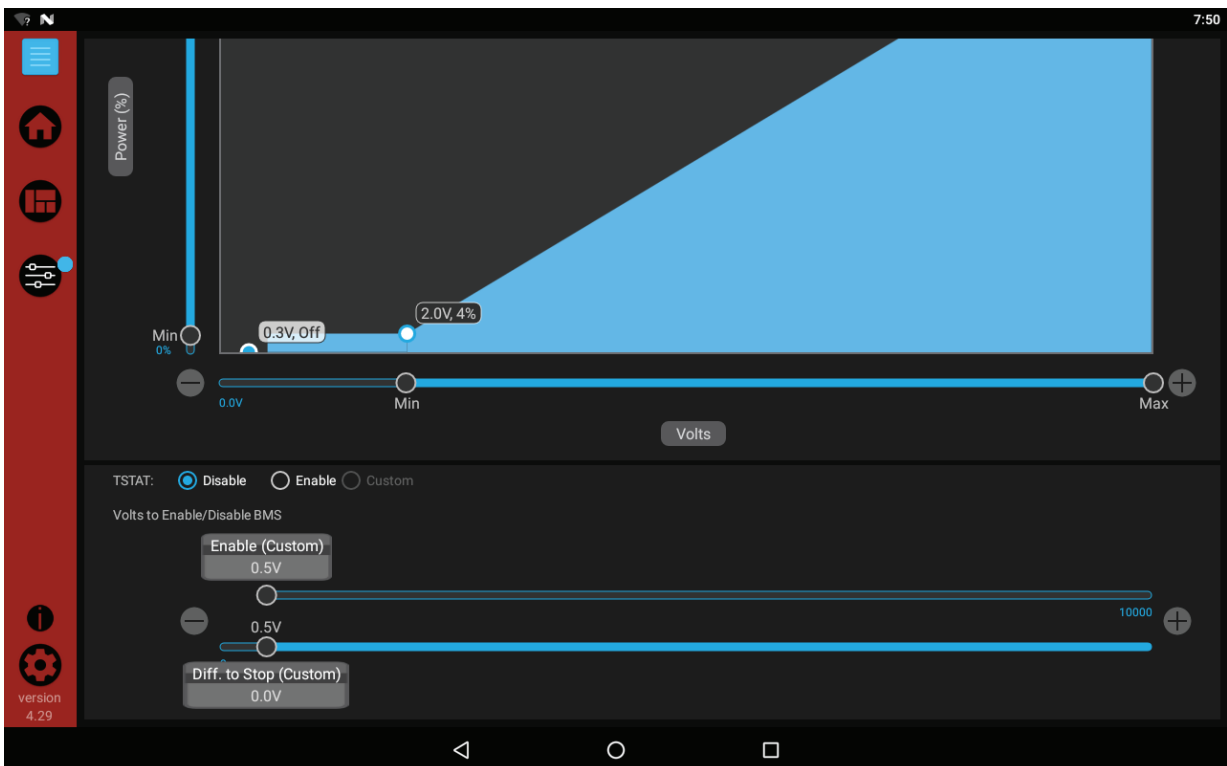 7:50
Power (%)
2.0V, 4%
0.3V, Off
Min
0%
0.0V
Min
Max
Volts
TSTAT: Disable Enable Custom
Volts to Enable/Disable BMS
Enable (Custom)
0.5V
10000
0.5V
Diff. to Stop (Custom)
0.0V
version
4.29